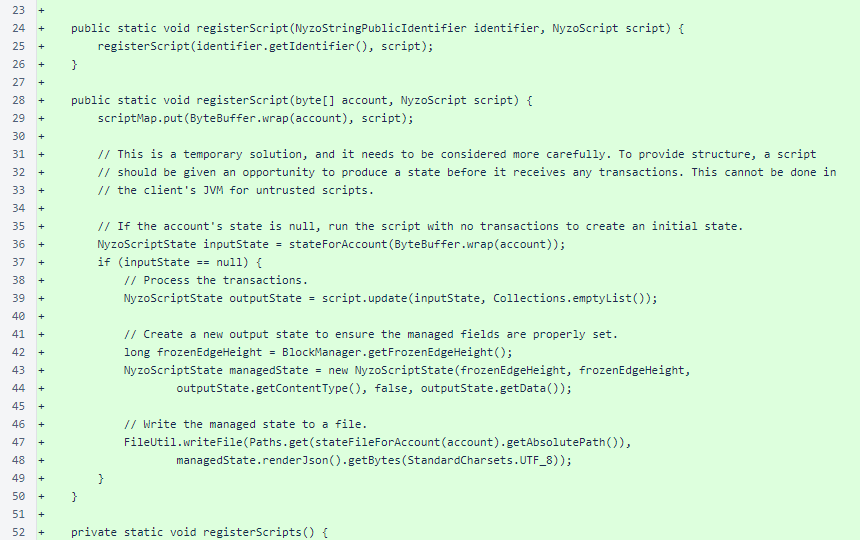 23 +
24 +     public static void registerScript(NyzoStringPublicIdentifier identifier, NyzoScript script) {
25 +         registerScript(identifier.getIdentifier(), script);
26 +     }
27 +
28 +     public static void registerScript(byte[] account, NyzoScript script) {
29 +         scriptMap.put(ByteBuffer.wrap(account), script);
30 +
31 +         // This is a temporary solution, and it needs to be considered more carefully. To provide structure, a script
32 +         // should be given an opportunity to produce a state before it receives any transactions. This cannot be done in
33 +         // the client's JVM for untrusted scripts.
34 +
35 +         // If the account's state is null, run the script with no transactions to create an initial state.
36 +         NyzoScriptState inputState = stateForAccount(ByteBuffer.wrap(account));
37 +         if (inputState == null) {
38 +             // Process the transactions.
39 +             NyzoScriptState outputState = script.update(inputState, Collections.emptyList());
40 +
41 +             // Create a new output state to ensure the managed fields are properly set.
42 +             long frozenEdgeHeight = BlockManager.getFrozenEdgeHeight();
43 +             NyzoScriptState managedState = new NyzoScriptState(frozenEdgeHeight, frozenEdgeHeight,
44 +                     outputState.getContentType(), false, outputState.getData());
45 +
46 +             // Write the managed state to a file.
47 +             FileUtil.writeFile(Paths.get(stateFileForAccount(account).getAbsolutePath()),
48 +                     managedState.renderJson().getBytes(StandardCharsets.UTF_8));
49 +         }
50 +     }
51 +
52 +     private static void registerScripts() {